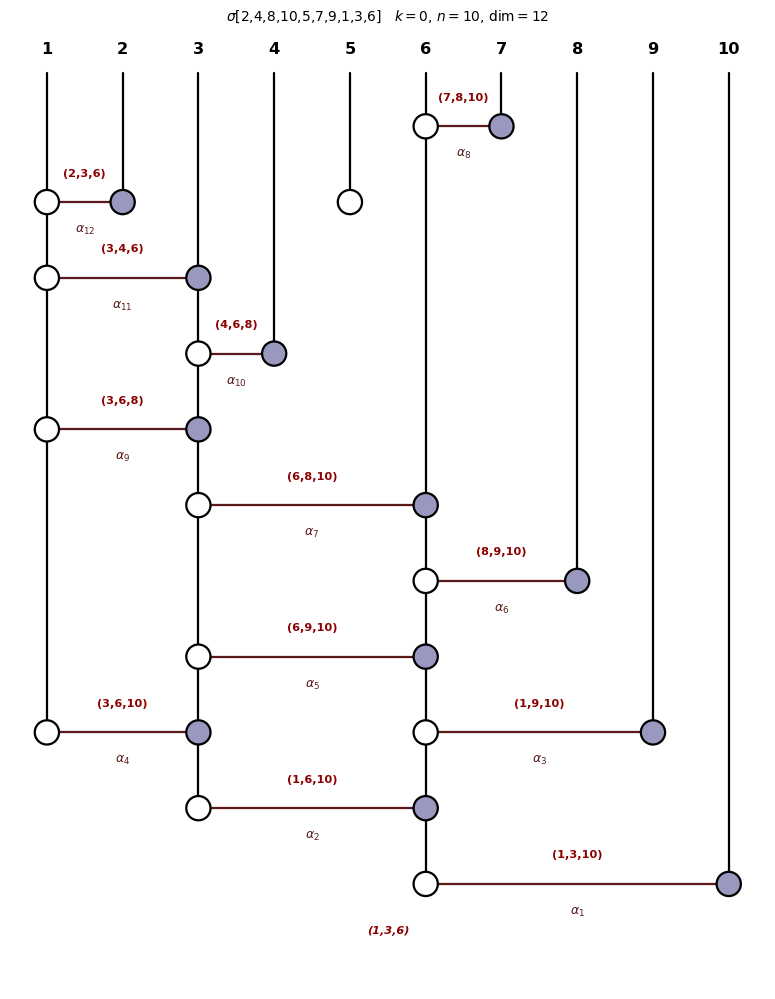 σ[2,4,8,10,5,7,9,1,3,6] k=0, n=10, dim=12
1 2 3 4 5 6 7 8 9 10
(7,8,10)
α₈
(2,3,6)
α₁₂
(3,4,6)
α₁₁
(4,6,8)
α₁₀
(3,6,8)
α₉
(6,8,10)
α₇
(8,9,10)
α₆
(6,9,10)
α₅
(3,6,10) (1,9,10)
α₄ α₃
(1,6,10)
α₂
(1,3,10)
α₁
(1,3,6)